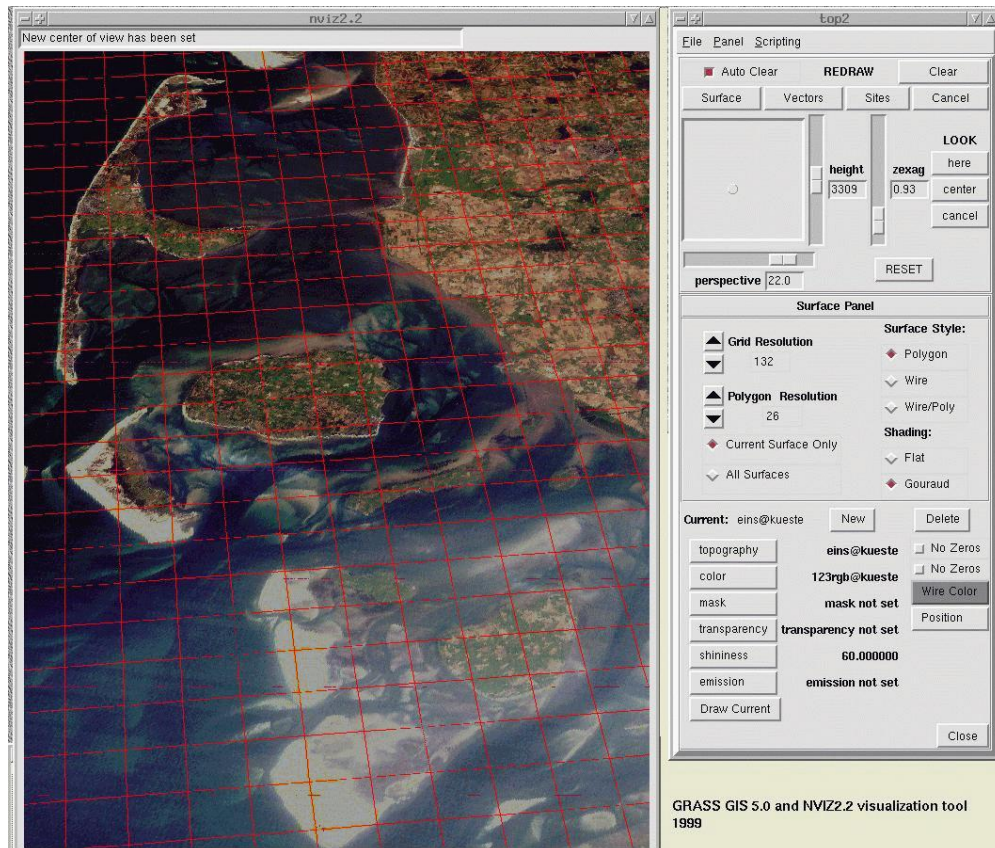 nviz2.2
New center of view has been set
top2
File Panel Scripting
Auto Clear REDRAW Clear
Surface Vectors Sites Cancel
LOOK
height zexag here
3309 0.93 center
cancel
RESET
perspective 22.0
Surface Panel
Surface Style:
Grid Resolution
132
Polygon
Wire
Polygon Resolution
26
Wire/Poly
Shading:
Current Surface Only
Flat
All Surfaces
Gouraud
Current: eins@kueste New Delete
topography eins@kueste No Zeros
color 123rgb@kueste No Zeros
mask mask not set Wire Color
transparency transparency not set Position
shininess 60.000000
emission emission not set
Draw Current
Close
GRASS GIS 5.0 and NVIZ2.2 visualization tool
1999